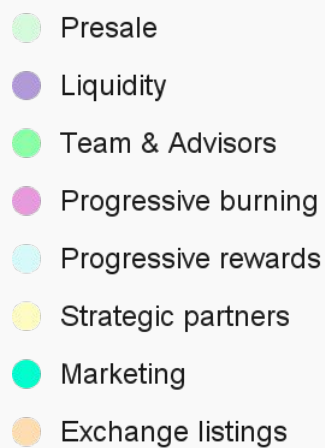 Presale
Liquidity
Team & Advisors
Progressive burning
Progressive rewards
Strategic partners
Marketing
Exchange listings